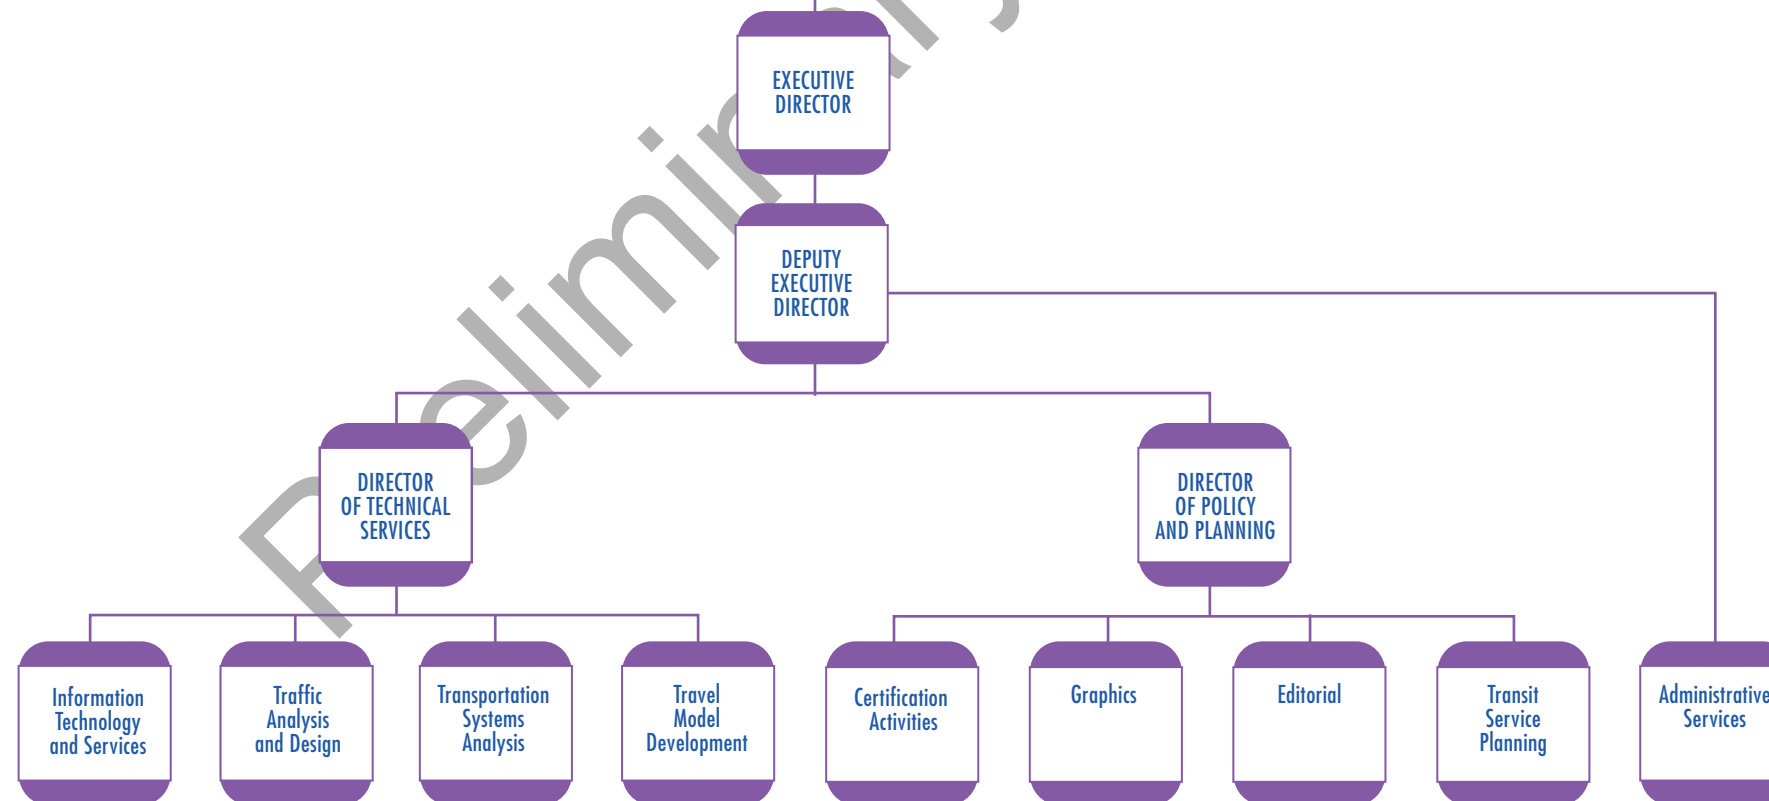 Preliminary
EXECUTIVE
DIRECTOR
DEPUTY
EXECUTIVE
DIRECTOR
DIRECTOR
OF TECHNICAL
SERVICES
DIRECTOR
OF POLICY
AND PLANNING
Information
Technology
and Services
Traffic
Analysis
and Design
Transportation
Systems
Analysis
Travel
Model
Development
Certification
Activities
Graphics
Editorial
Transit
Service
Planning
Administrative
Services